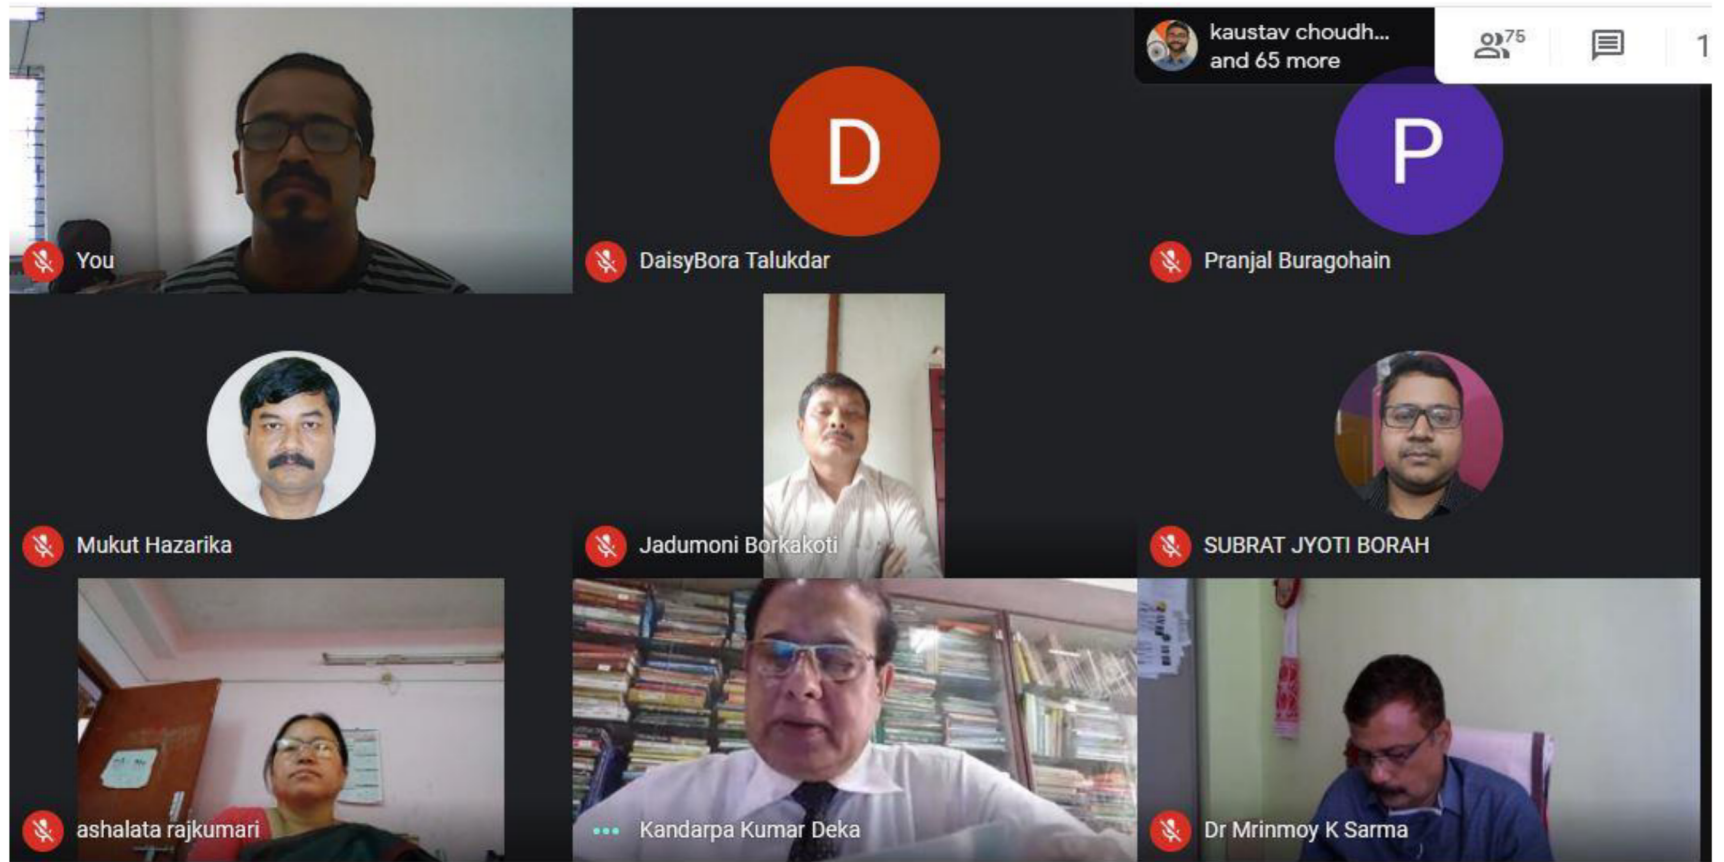 kaustav choudh...
and 65 more
75
1
D
P
You
DaisyBora Talukdar
Pranjal Buragohain
Mukut Hazarika
Jadumoni Borkakoti
SUBRAT JYOTI BORAH
ashalata rajkumari
Kandarpa Kumar Deka
Dr Mrinmoy K Sarma